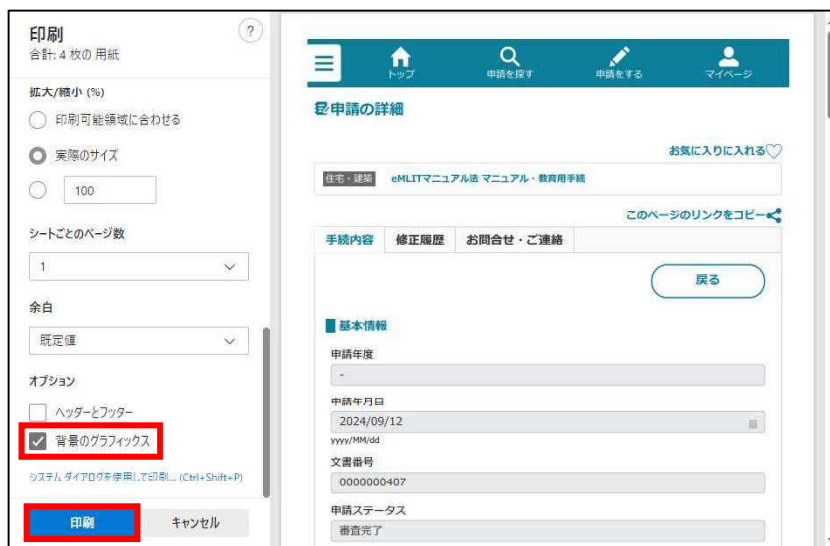 印刷
?
合計: 4 枚の 用紙
拡大/縮小 (%)
印刷可能領域に合わせる
実際のサイズ
100
シートごとのページ数
1
余白
既定値
オプション
ヘッダーとフッター
背景のグラフィックス
システム ダイアログを使用して印刷... (Ctrl+Shift+P)
印刷
キャンセル
トップ
申請を探す
申請をする
マイページ
申請の詳細
お気に入りに入れる
住宅・建築
eMLITマニュアル法 マニュアル・教育用手続
このページのリンクをコピー
手続内容
修正履歴
お問合せ・ご連絡
戻る
基本情報
申請年度
-
申請年月日
2024/09/12
yyyy/MM/dd
文書番号
0000000407
申請ステータス
審査完了